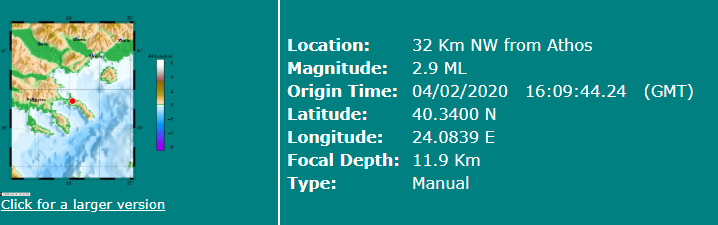 Click for a larger version
Location: 32 Km NW from Athos
Magnitude: 2.9 ML
Origin Time: 04/02/2020 16:09:44.24 (GMT)
Latitude: 40.3400 N
Longitude: 24.0839 E
Focal Depth: 11.9 Km
Type: Manual